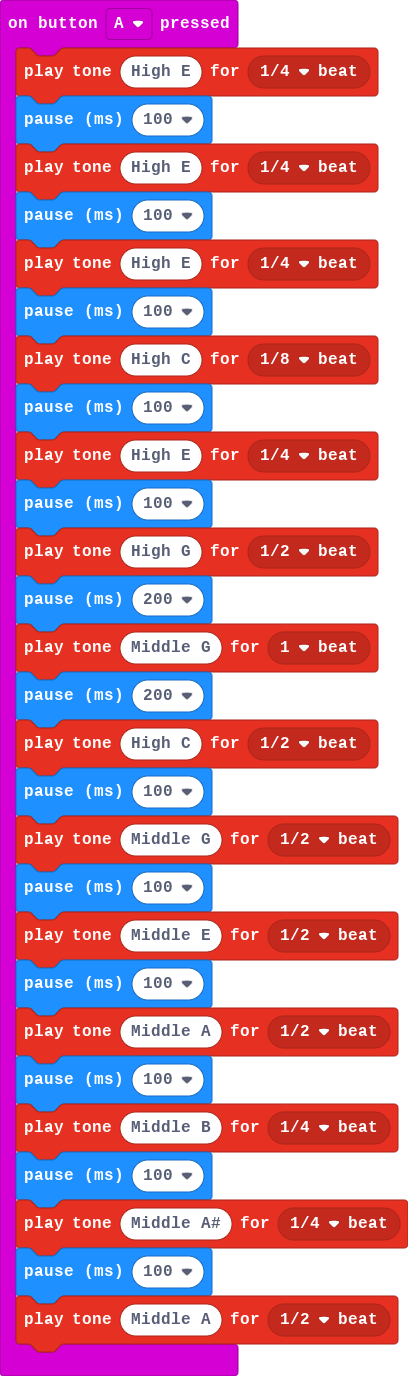 on button A pressed
play tone High E for 1/4 beat
pause (ms) 100
play tone High E for 1/4 beat
pause (ms) 100
play tone High E for 1/4 beat
pause (ms) 100
play tone High C for 1/8 beat
pause (ms) 100
play tone High E for 1/4 beat
pause (ms) 100
play tone High G for 1/2 beat
pause (ms) 200
play tone Middle G for 1 beat
pause (ms) 200
play tone High C for 1/2 beat
pause (ms) 100
play tone Middle G for 1/2 beat
pause (ms) 100
play tone Middle E for 1/2 beat
pause (ms) 100
play tone Middle A for 1/2 beat
pause (ms) 100
play tone Middle B for 1/4 beat
pause (ms) 100
play tone Middle A# for 1/4 beat
pause (ms) 100
play tone Middle A for 1/2 beat